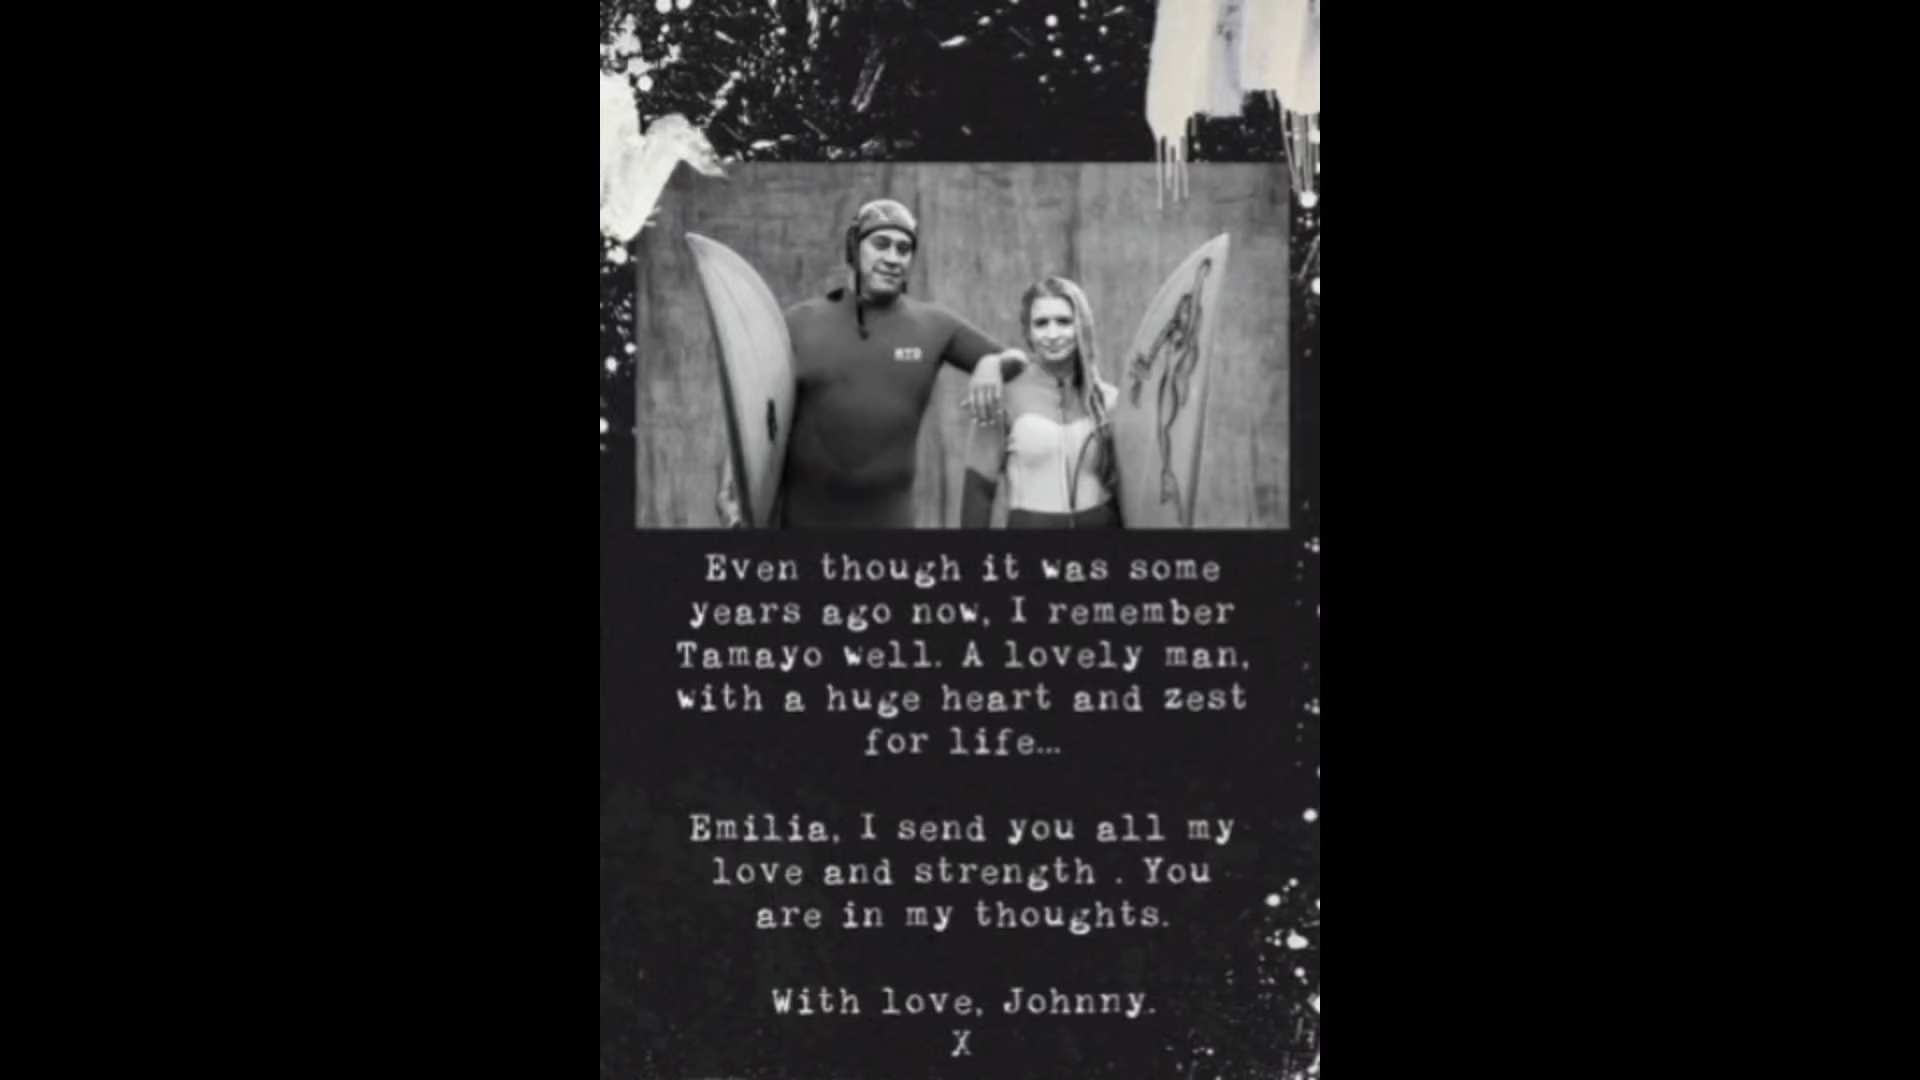 Even though it was some
years ago now, I remember
Tamayo well. A lovely man,
with a huge heart and zest
for life...
Emilia, I send you all my
love and strength . You
are in my thoughts.
With love, Johnny.
X